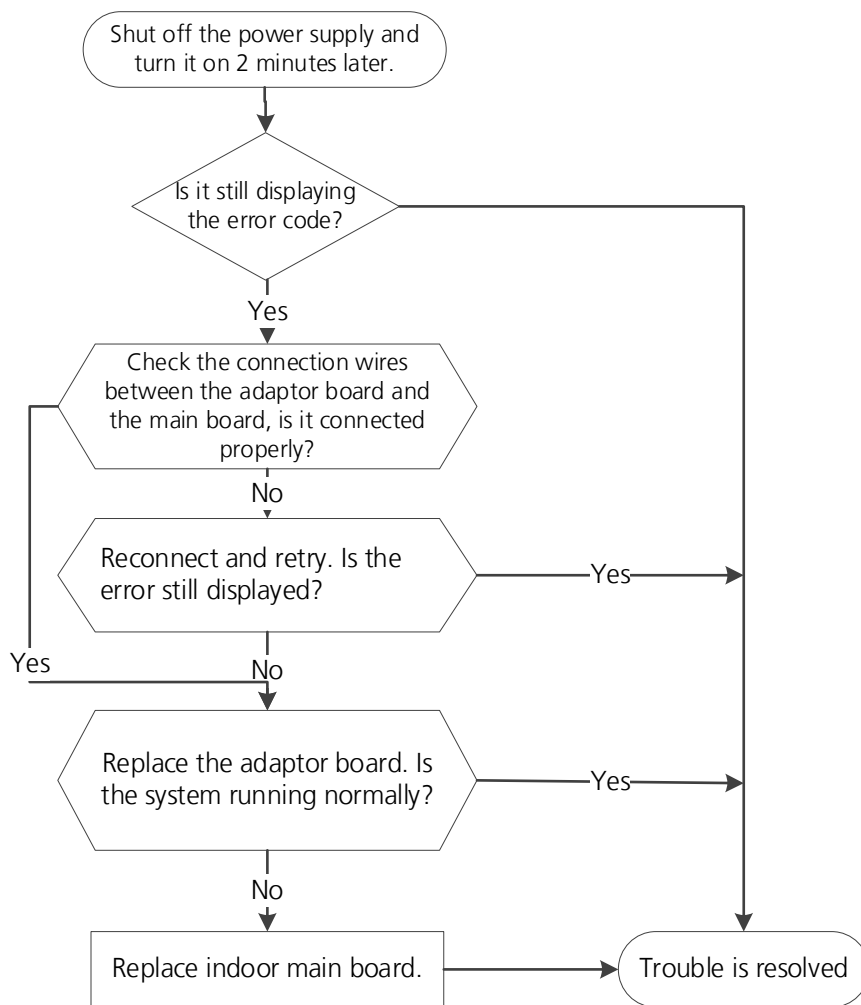 Shut off the power supply and
turn it on 2 minutes later.
Is it still displaying
the error code?
Yes
Check the connection wires
between the adaptor board and
the main board, is it connected
properly?
No
Reconnect and retry. Is the
error still displayed?
Yes
Yes
No
Replace the adaptor board. Is
the system running normally?
Yes
No
Replace indoor main board.
Trouble is resolved